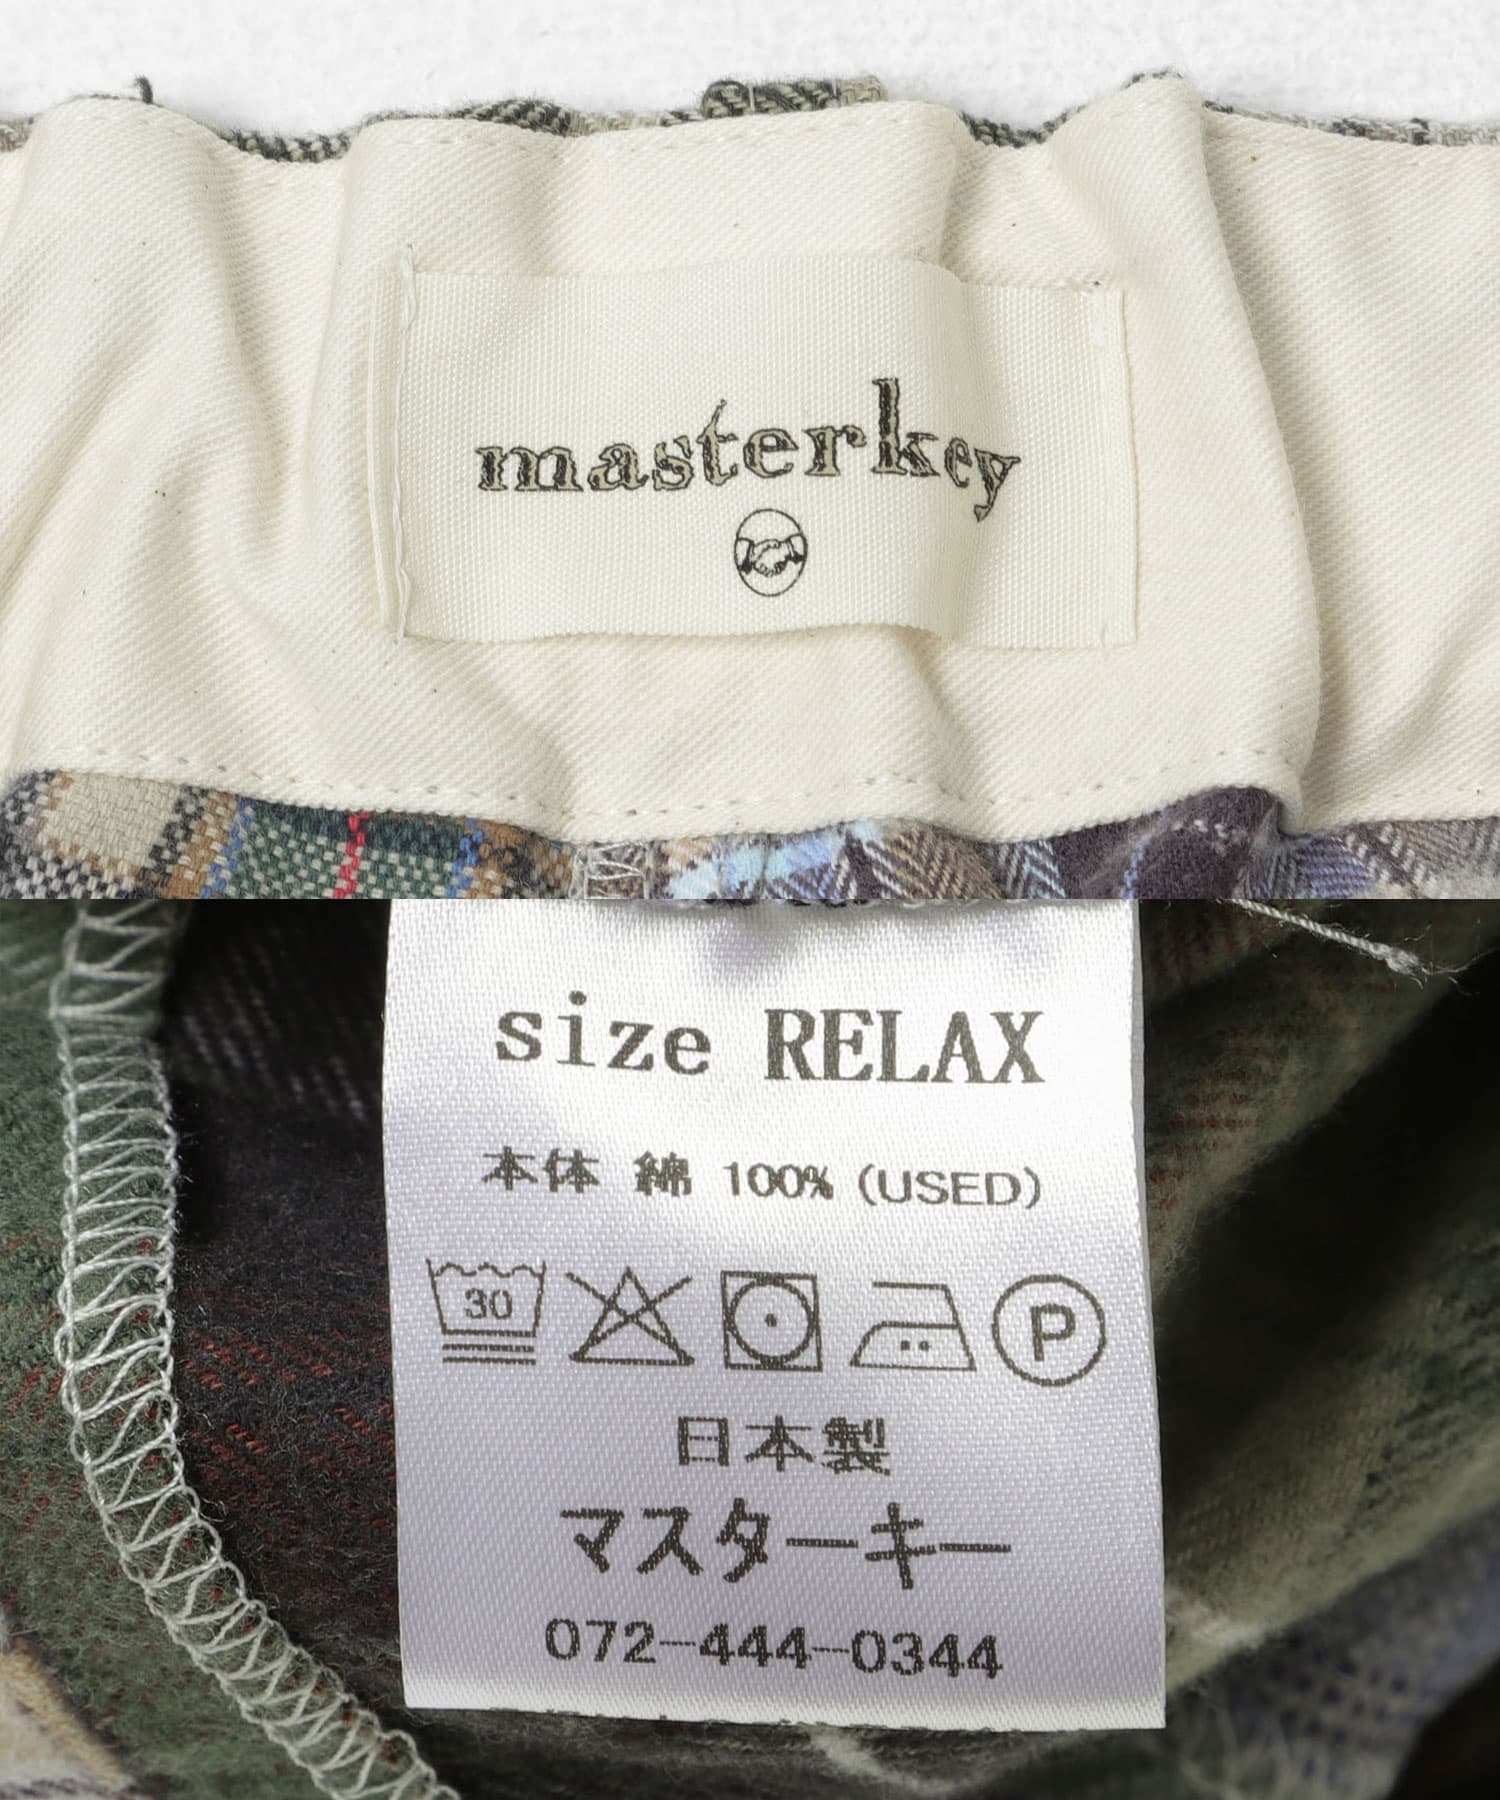 masterkey
size RELAX
本体 綿 100% (USED)
30
P
日本製
マスターキー
072-444-0344